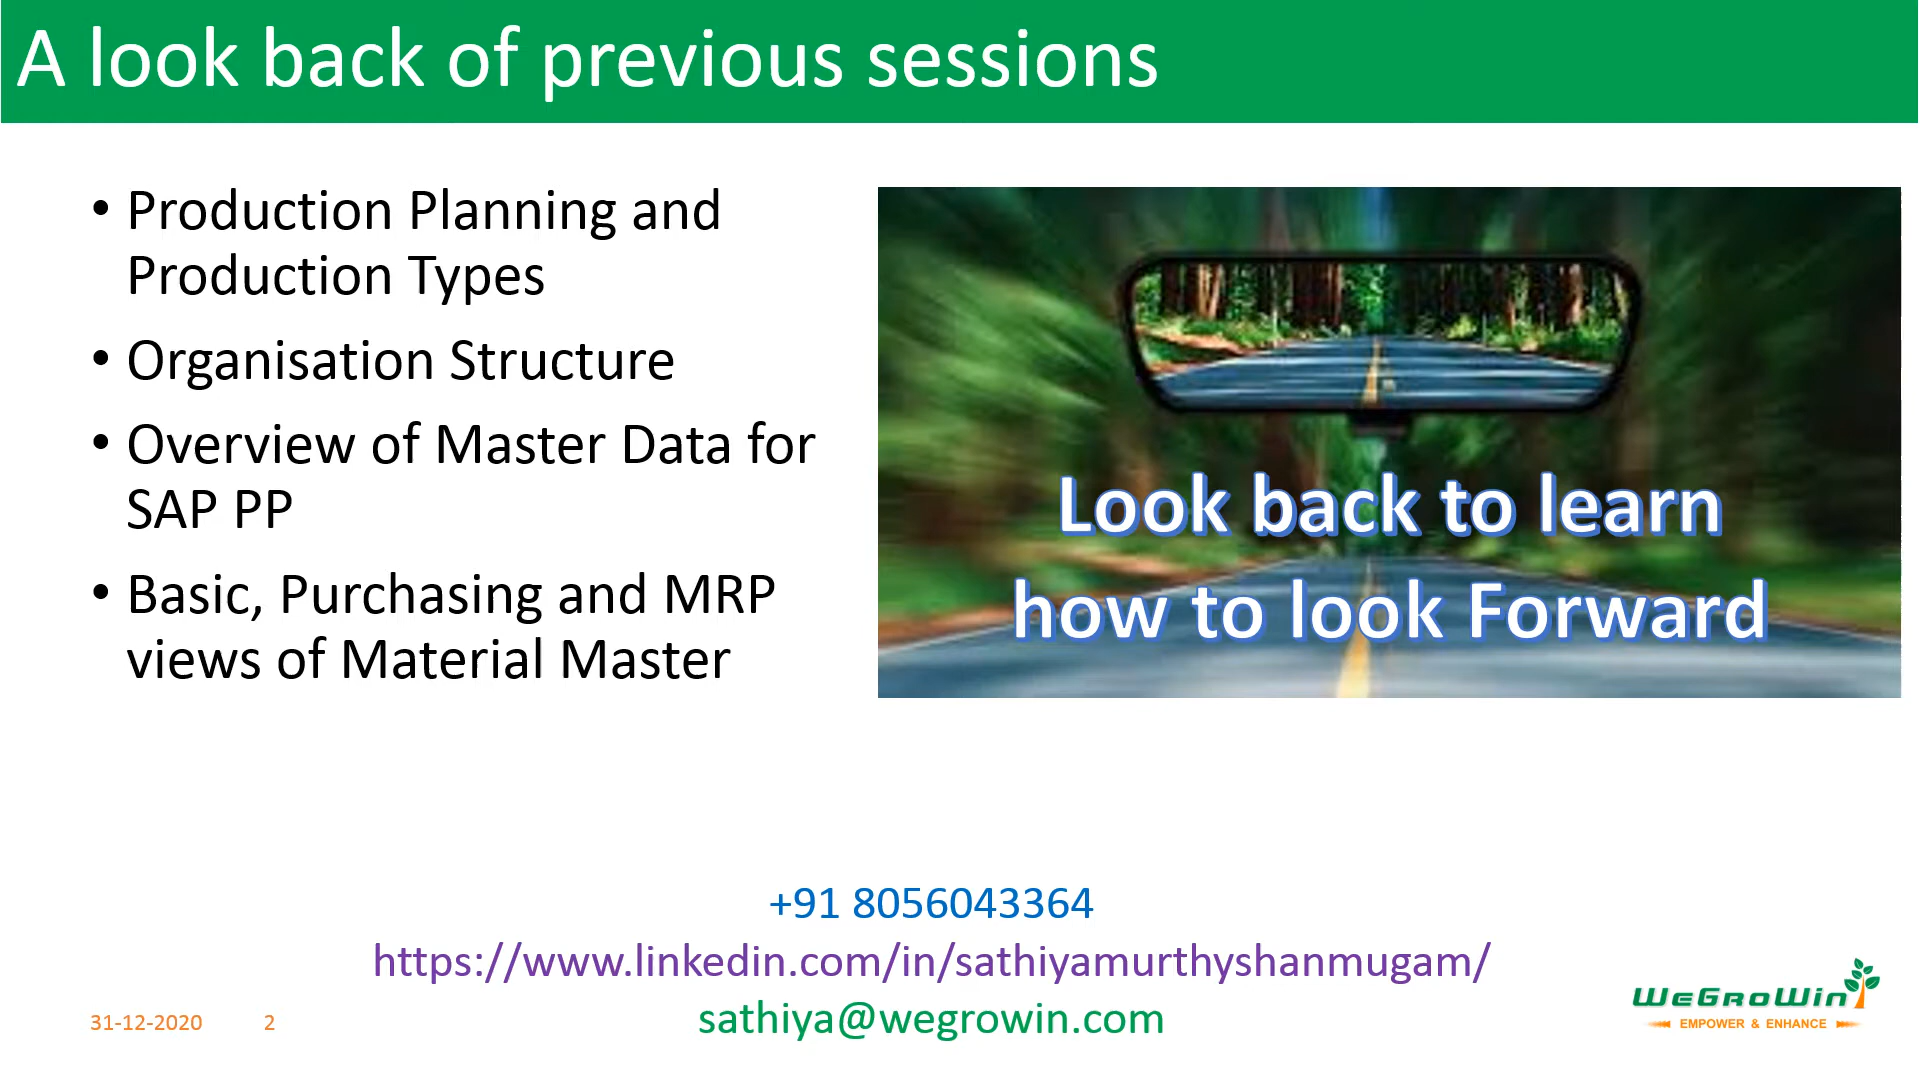 A look back of previous sessions
• Production Planning and
Production Types
• Organisation Structure
• Overview of Master Data for
SAP PP
• Basic, Purchasing and MRP
views of Material Master
Look back to learn
how to look Forward
+91 8056043364
https://www.linkedin.com/in/sathiyamurthyshanmugam/
sathiya@wegrowin.com
31-12-2020 2
WeGroWin
EMPOWER & ENHANCE